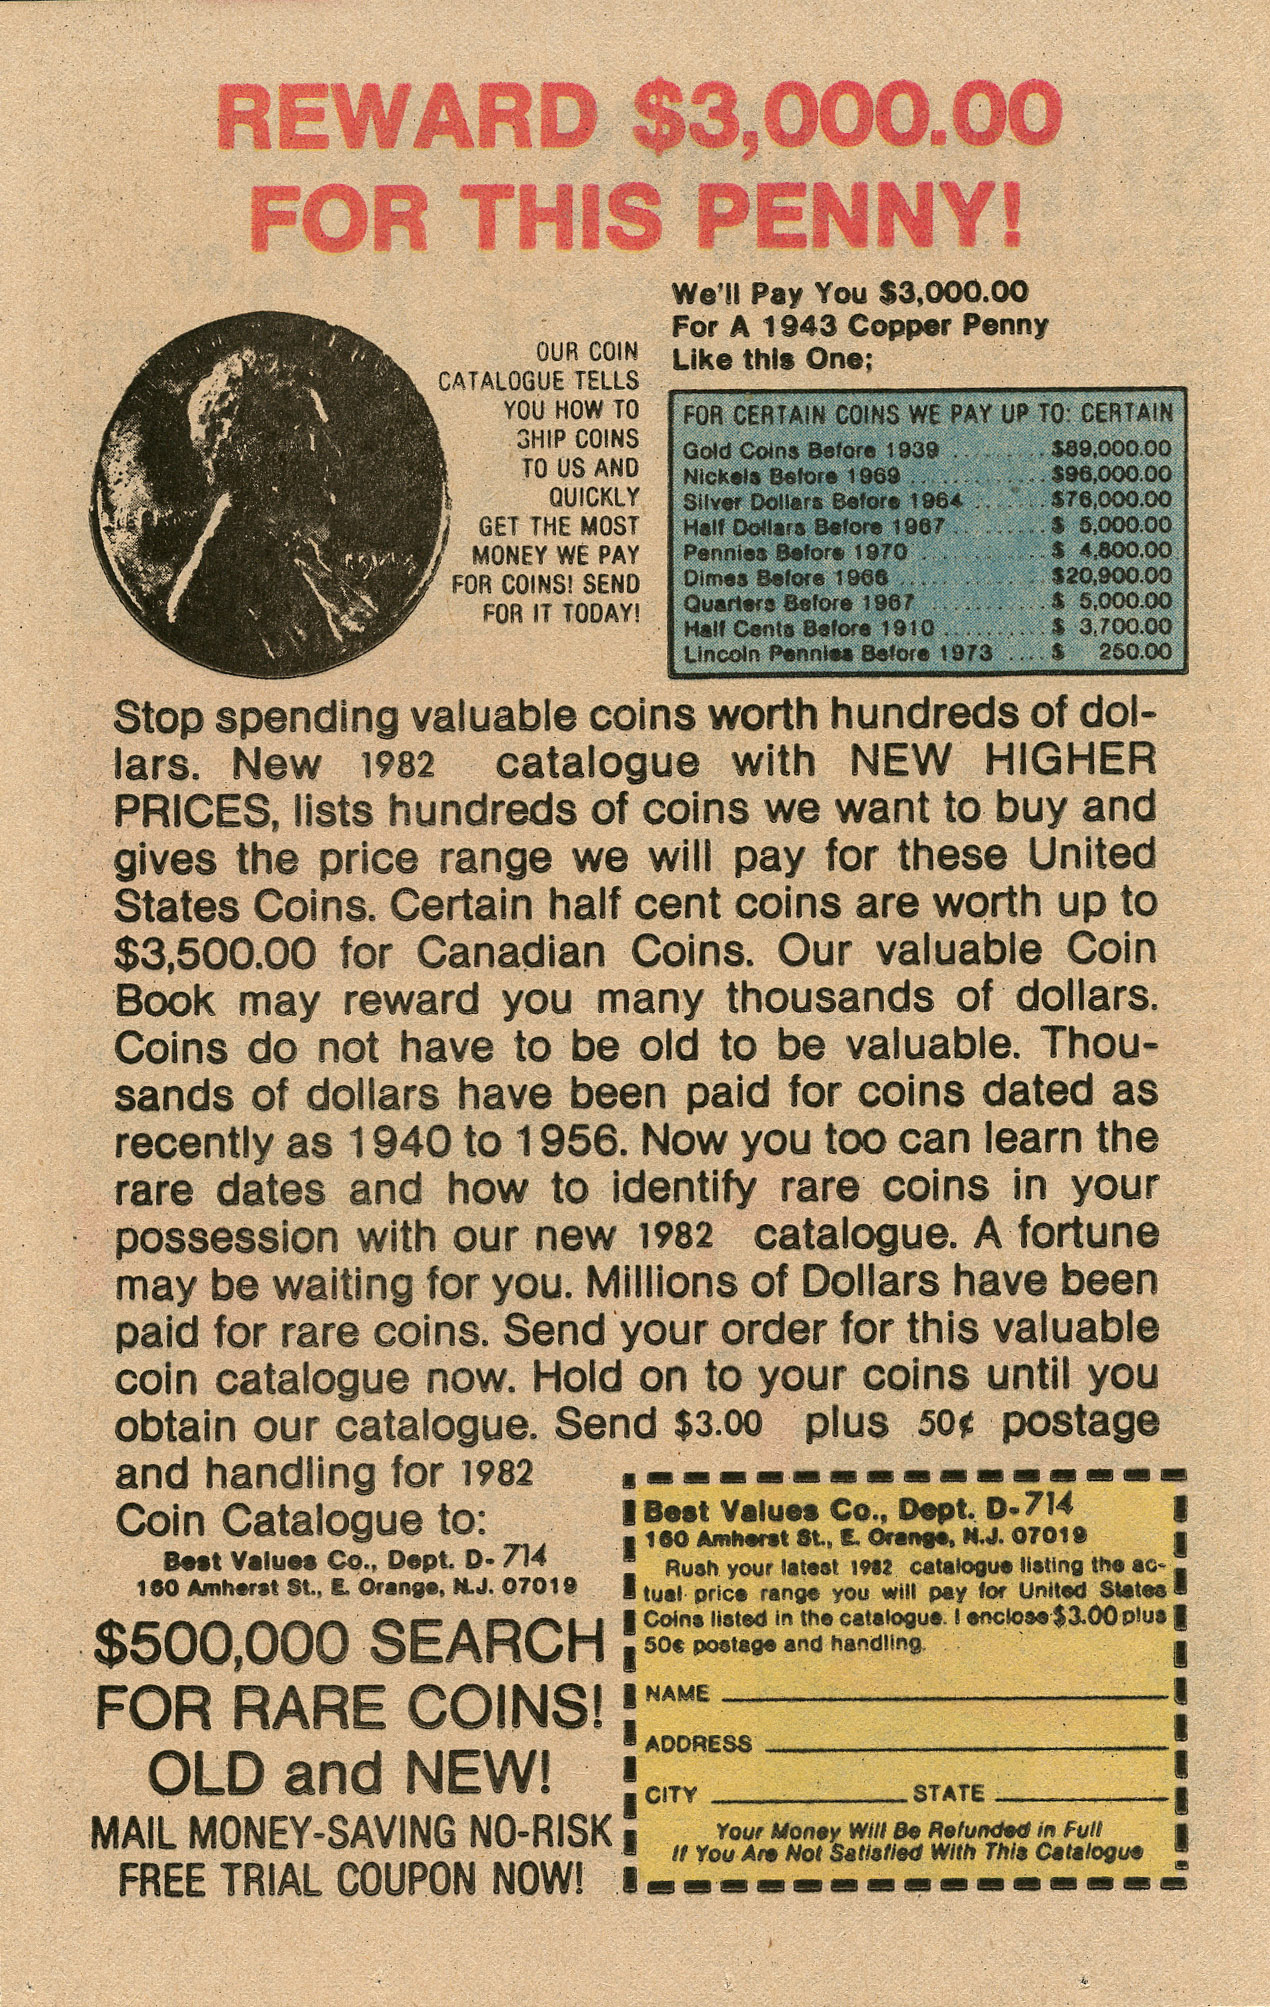 REWARD $3,000.00
FOR THIS PENNY!
We'll Pay You $3,000.00
For A 1943 Copper Penny
Like this One;
OUR COIN
CATALOGUE TELLS
YOU HOW TO
SHIP COINS
TO US AND
QUICKLY
GET THE MOST
MONEY WE PAY
FOR COINS! SEND
FOR IT TODAY!
FOR CERTAIN COINS WE PAY UP TO: CERTAIN
Gold Coins Before 1939 ......... $89,000.00
Nickels Before 1969 ............. $96,000.00
Silver Dollars Before 1964 ....... $76,000.00
Half Dollars Before 1967 ......... $ 5,000.00
Pennies Before 1970 ............ $ 4,800.00
Dimes Before 1966 .............. $20,900.00
Quarters Before 1967 ........... $ 5,000.00
Half Cents Before 1910 .......... $ 3,700.00
Lincoln Pennies Before 1973 .... $ 250.00
Stop spending valuable coins worth hundreds of dol-
lars. New 1982 catalogue with NEW HIGHER
PRICES, lists hundreds of coins we want to buy and
gives the price range we will pay for these United
States Coins. Certain half cent coins are worth up to
$3,500.00 for Canadian Coins. Our valuable Coin
Book may reward you many thousands of dollars.
Coins do not have to be old to be valuable. Thou-
sands of dollars have been paid for coins dated as
recently as 1940 to 1956. Now you too can learn the
rare dates and how to identify rare coins in your
possession with our new 1982 catalogue. A fortune
may be waiting for you. Millions of Dollars have been
paid for rare coins. Send your order for this valuable
coin catalogue now. Hold on to your coins until you
obtain our catalogue. Send $3.00 plus 50¢ postage
and handling for 1982
Coin Catalogue to:
Best Values Co., Dept. D-714
160 Amherst St., E. Orange, N.J. 07019
$500,000 SEARCH
FOR RARE COINS!
OLD and NEW!
MAIL MONEY-SAVING NO-RISK
FREE TRIAL COUPON NOW!
Best Values Co., Dept. D-714
160 Amherst St., E. Orange, N.J. 07019
Rush your latest 1982 catalogue listing the ac-
tual price range you will pay for United States
Coins listed in the catalogue. I enclose $3.00 plus
50¢ postage and handling.
NAME
ADDRESS
CITY STATE
Your Money Will Be Refunded in Full
If You Are Not Satisfied With This Catalogue